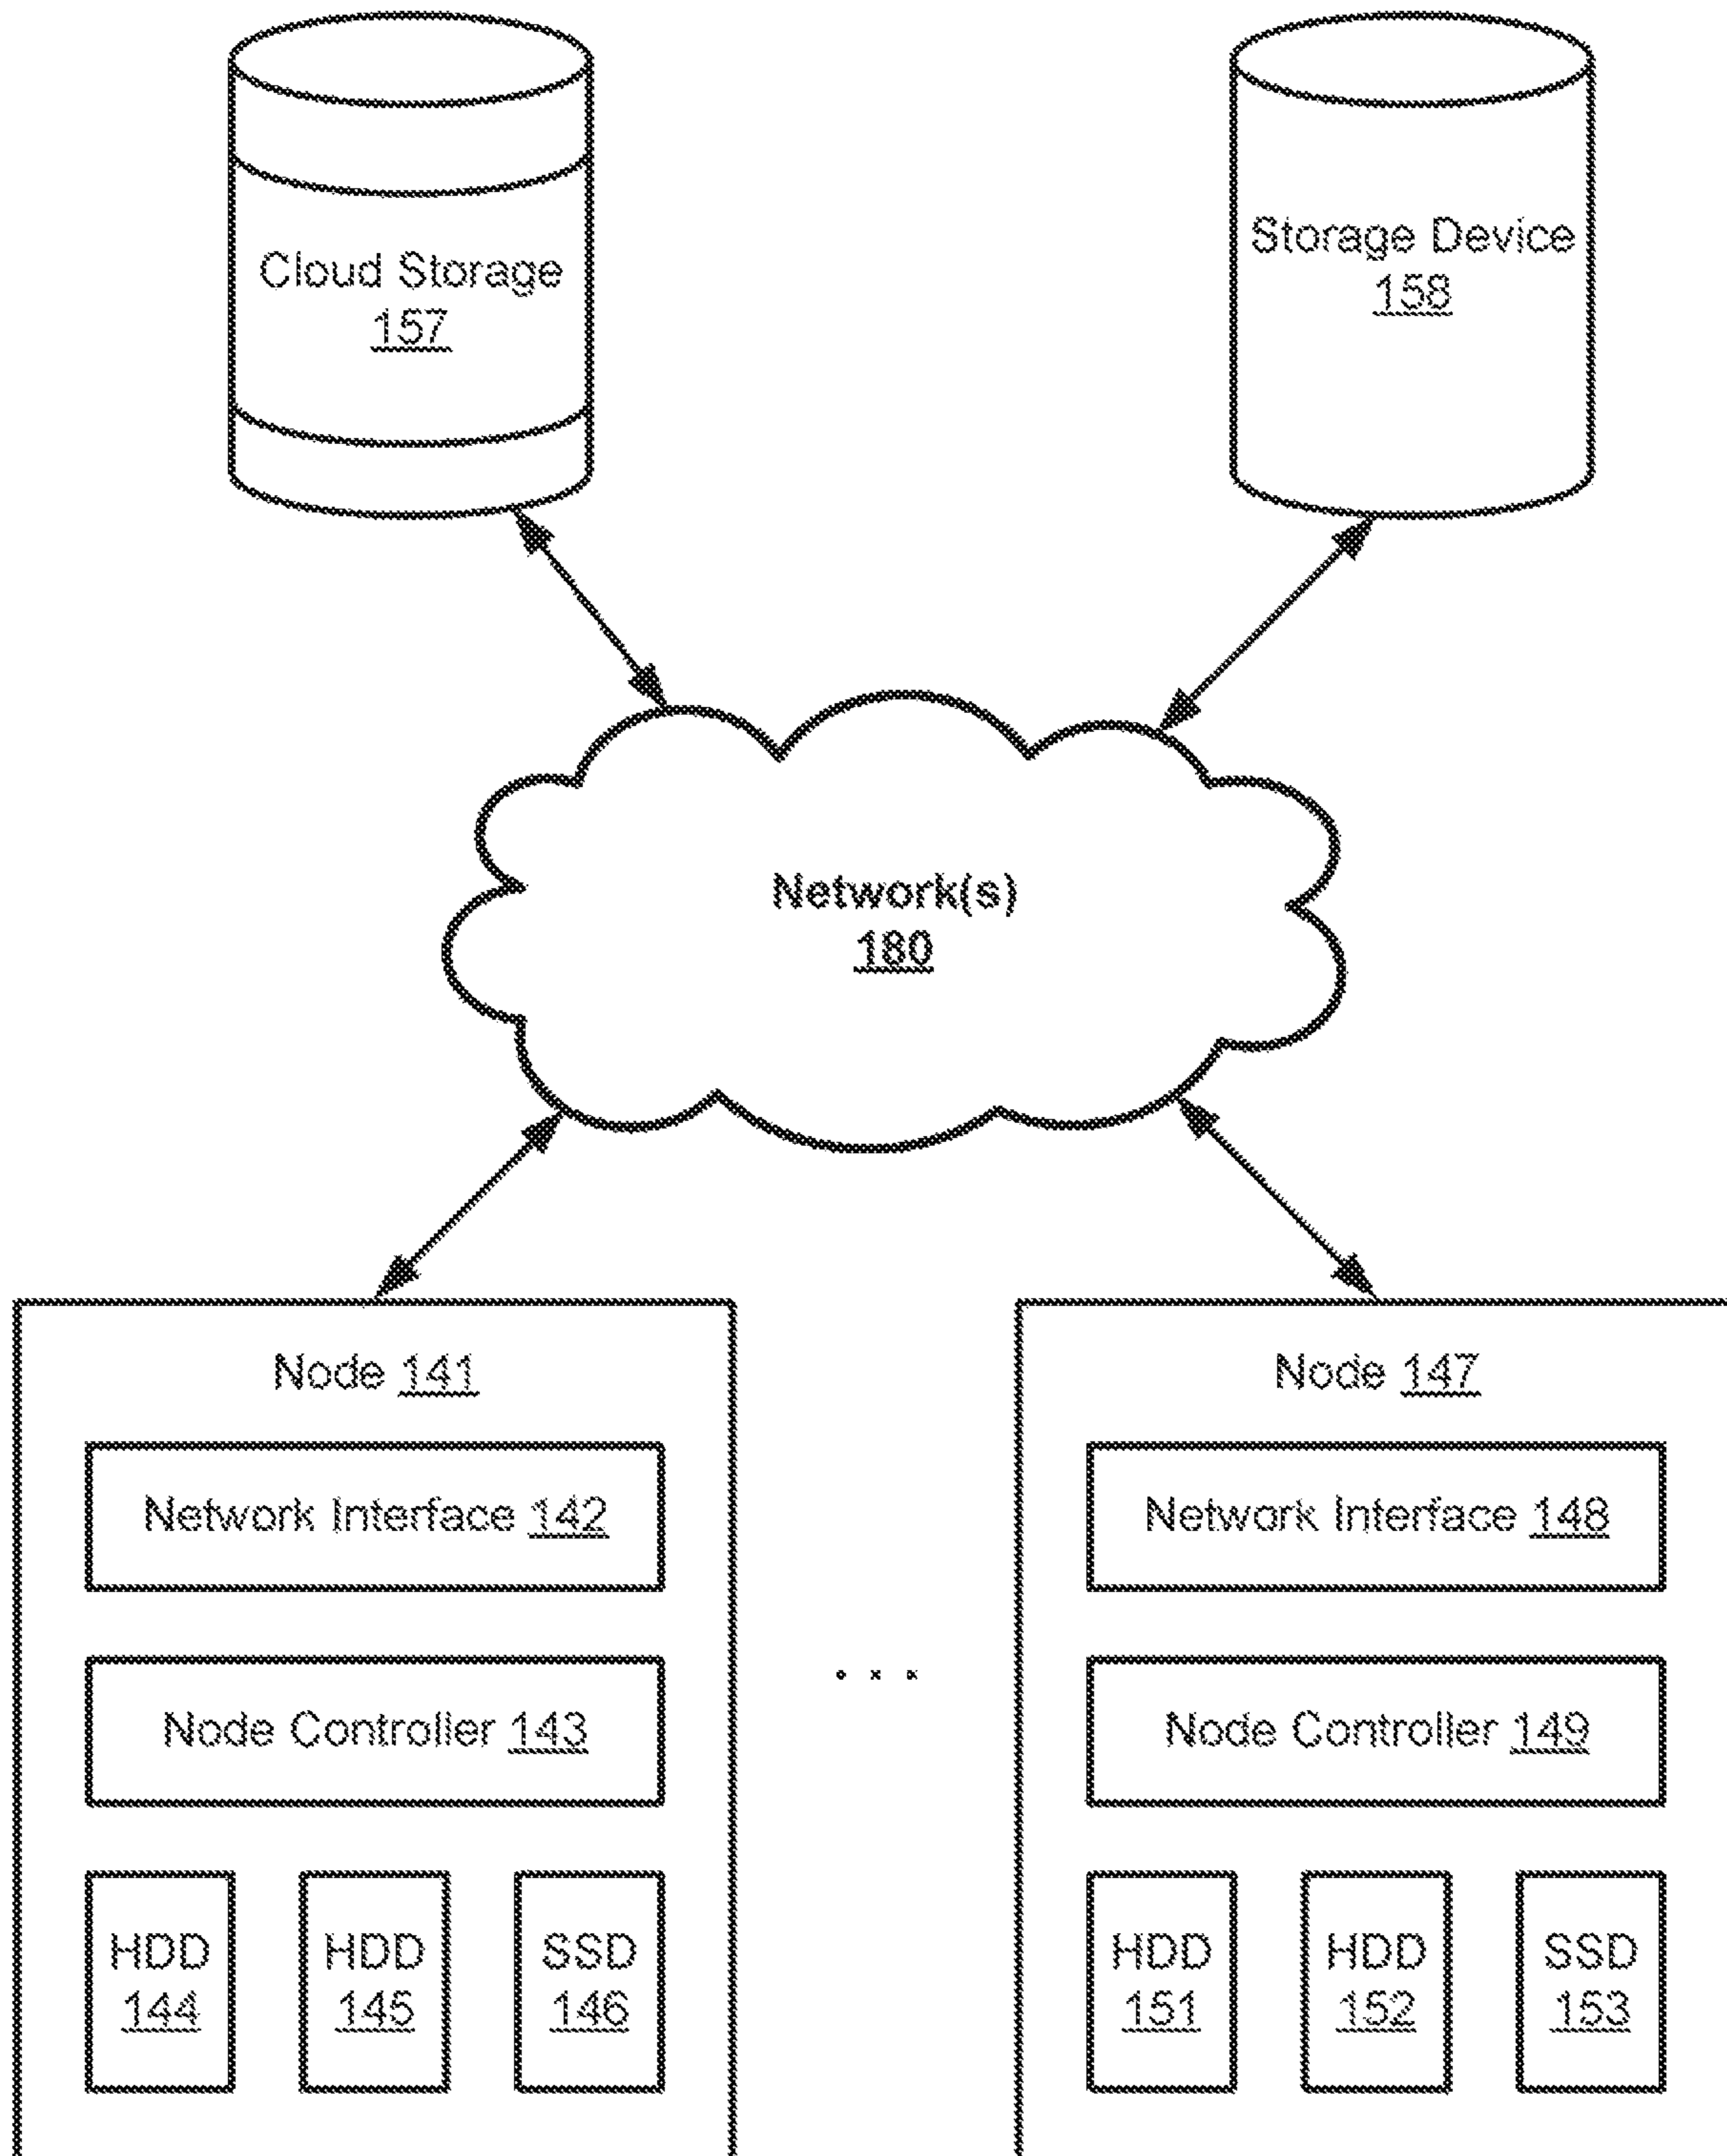 Cloud Storage
157
Storage Device
158
Network(s)
180
Node 141
Network Interface 142
Node Controller 143
HDD
144
HDD
145
SSD
146
. . .
Node 147
Network Interface 148
Node Controller 149
HDD
151
HDD
152
SSD
153